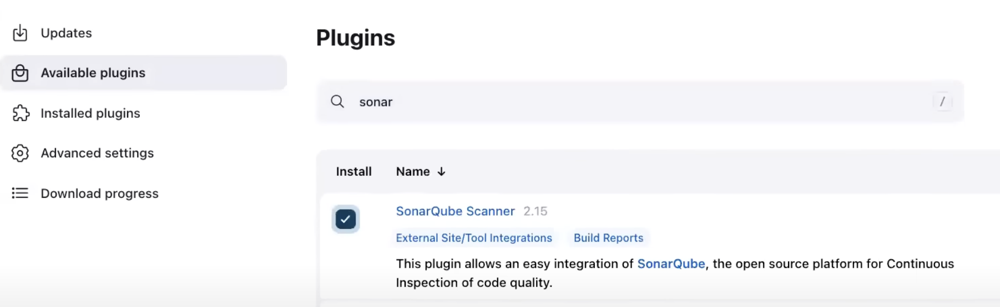 Updates
Available plugins
Installed plugins
Advanced settings
Download progress
Plugins
sonar /
Install Name ↓
SonarQube Scanner 2.15
External Site/Tool Integrations Build Reports
This plugin allows an easy integration of SonarQube, the open source platform for Continuous
Inspection of code quality.